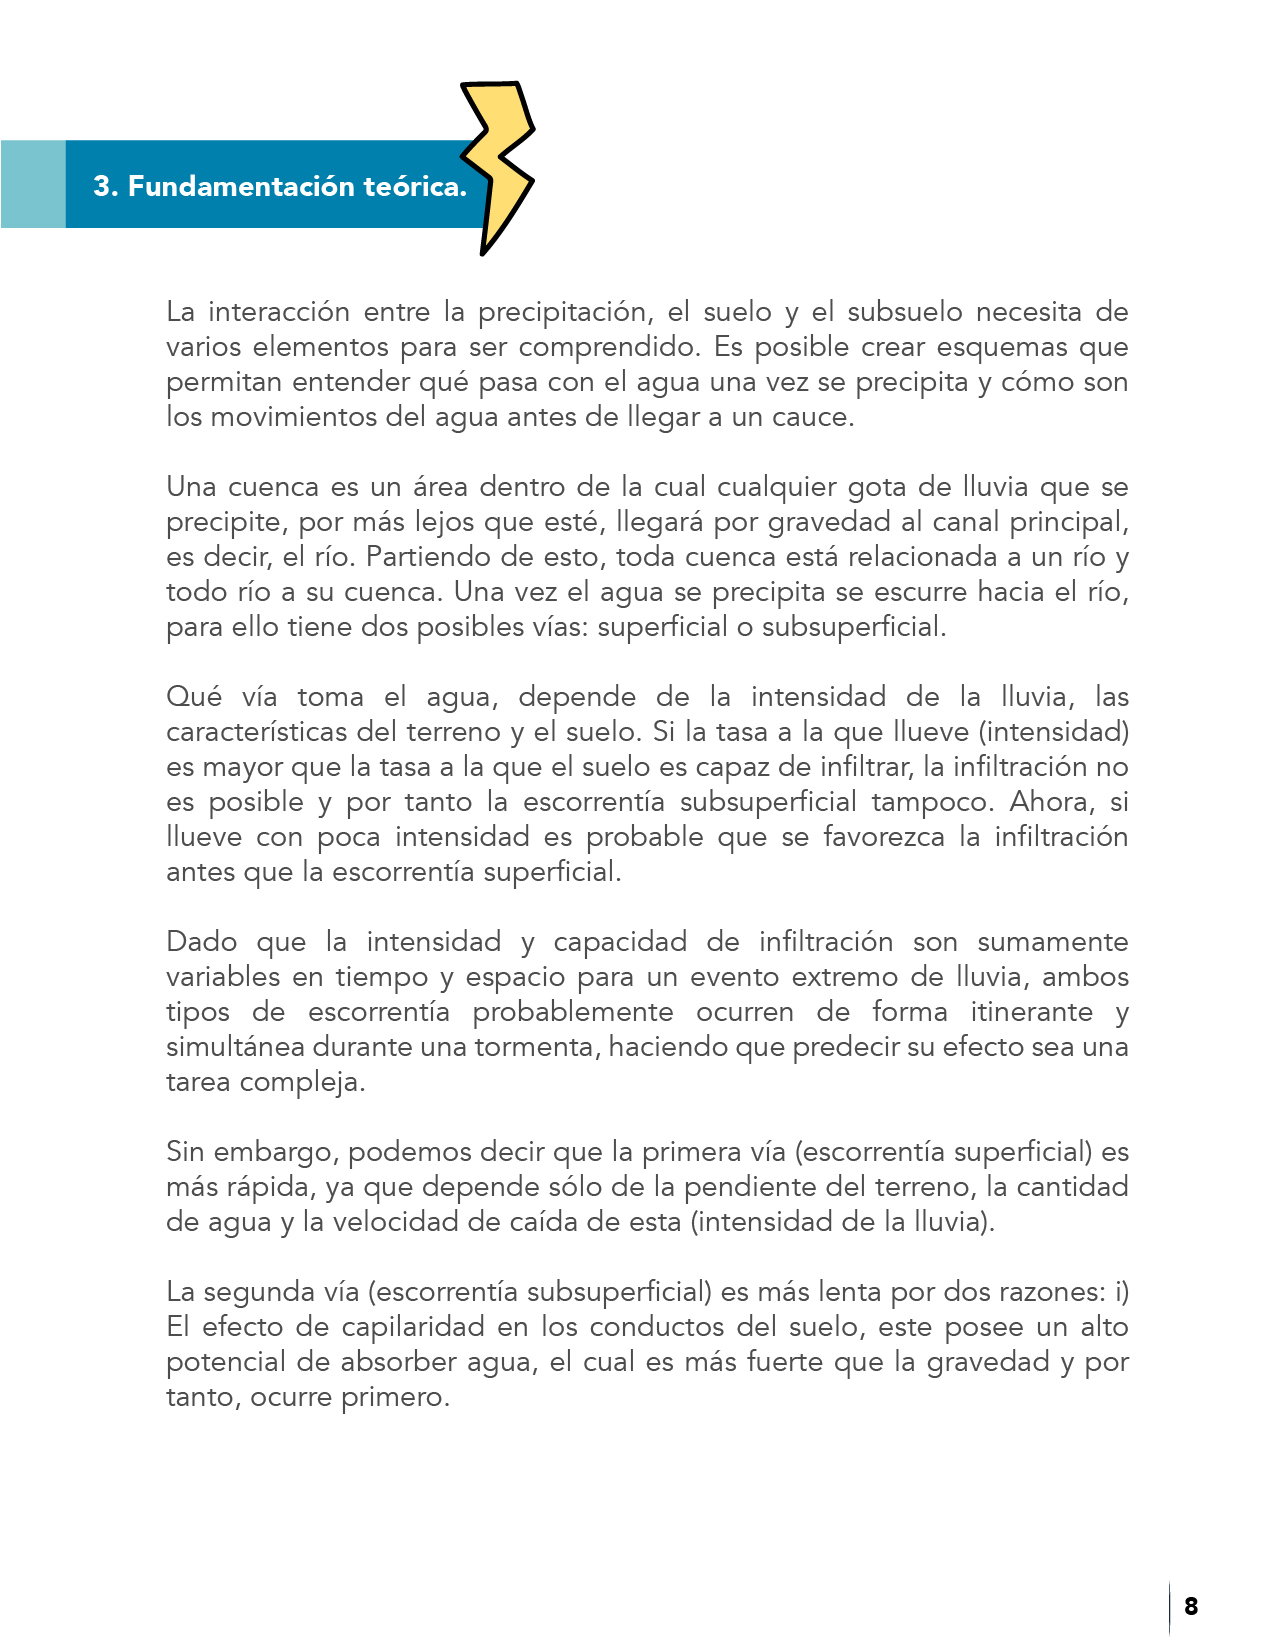 3. Fundamentación teórica.
La interacción entre la precipitación, el suelo y el subsuelo necesita de
varios elementos para ser comprendido. Es posible crear esquemas que
permitan entender qué pasa con el agua una vez se precipita y cómo son
los movimientos del agua antes de llegar a un cauce.
Una cuenca es un área dentro de la cual cualquier gota de lluvia que se
precipite, por más lejos que esté, llegará por gravedad al canal principal,
es decir, el río. Partiendo de esto, toda cuenca está relacionada a un río y
todo río a su cuenca. Una vez el agua se precipita se escurre hacia el río,
para ello tiene dos posibles vías: superficial o subsuperficial.
Qué vía toma el agua, depende de la intensidad de la lluvia, las
características del terreno y el suelo. Si la tasa a la que llueve (intensidad)
es mayor que la tasa a la que el suelo es capaz de infiltrar, la infiltración no
es posible y por tanto la escorrentía subsuperficial tampoco. Ahora, si
llueve con poca intensidad es probable que se favorezca la infiltración
antes que la escorrentía superficial.
Dado que la intensidad y capacidad de infiltración son sumamente
variables en tiempo y espacio para un evento extremo de lluvia, ambos
tipos de escorrentía probablemente ocurren de forma itinerante y
simultánea durante una tormenta, haciendo que predecir su efecto sea una
tarea compleja.
Sin embargo, podemos decir que la primera vía (escorrentía superficial) es
más rápida, ya que depende sólo de la pendiente del terreno, la cantidad
de agua y la velocidad de caída de esta (intensidad de la lluvia).
La segunda vía (escorrentía subsuperficial) es más lenta por dos razones: i)
El efecto de capilaridad en los conductos del suelo, este posee un alto
potencial de absorber agua, el cual es más fuerte que la gravedad y por
tanto, ocurre primero.
8